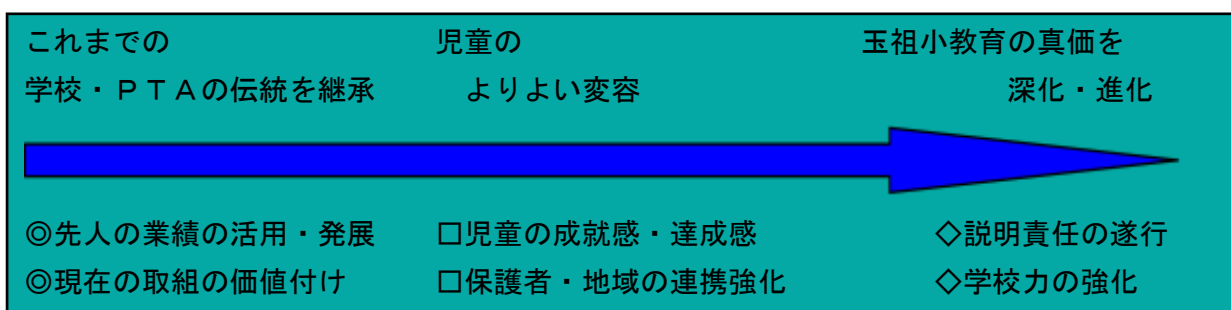 これまでの
学校・ＰＴＡの伝統を継承
児童の
よりよい変容
玉祖小教育の真価を
深化・進化
◎先人の業績の活用・発展
◎現在の取組の価値付け
□児童の成就感・達成感
□保護者・地域の連携強化
◇説明責任の遂行
◇学校力の強化